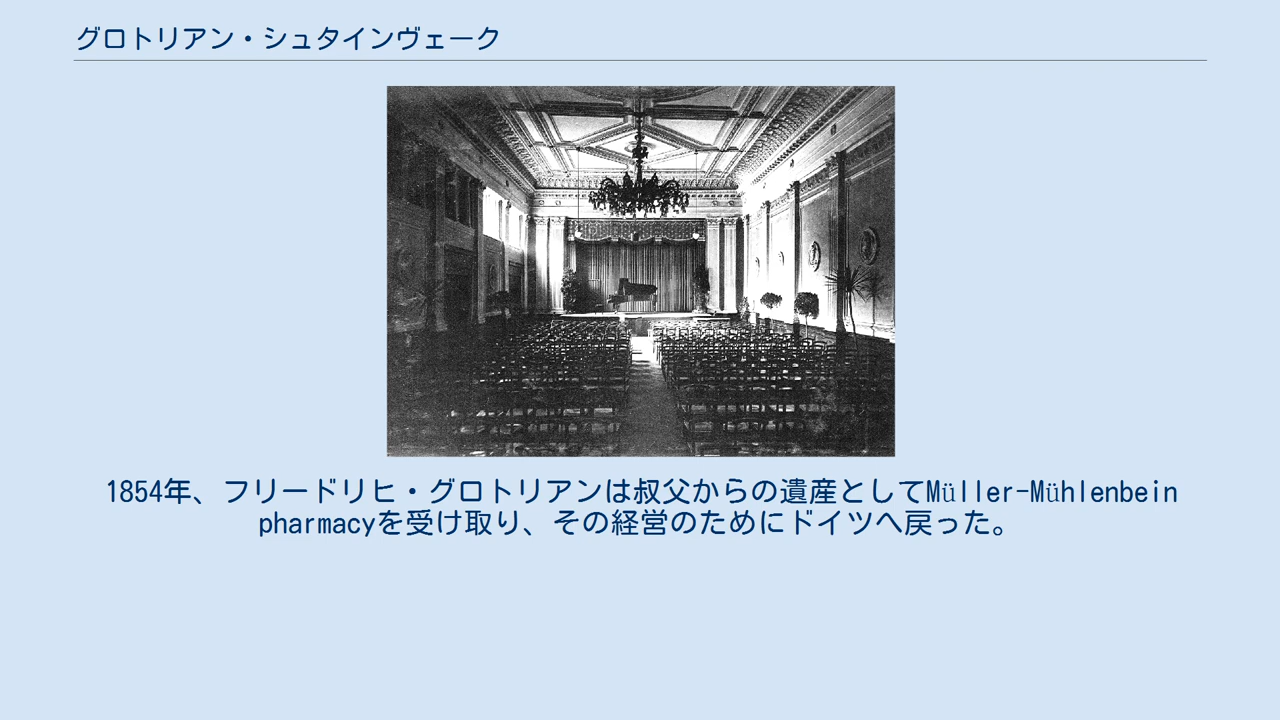 グロトリアン・シュタインヴェーク
1854年、フリードリヒ・グロトリアンは叔父からの遺産としてMüller-Mühlenbein
pharmacyを受け取り、その経営のためにドイツへ戻った。